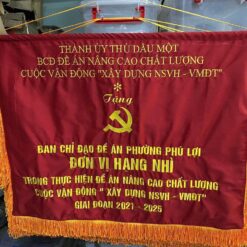 THÀNH ỦY THỦ DẦU MỘT
BCD ĐỀ ÁN NÂNG CAO CHẤT LƯỢNG
CUỘC VẬN ĐỘNG "XÂY DỰNG NSVH - VMĐT"
Tặng
BAN CHỈ ĐẠO ĐỀ ÁN PHƯỜNG PHÚ LỢI
ĐƠN VỊ HẠNG NHÌ
TRONG THỰC HIỆN ĐỀ ÁN NÂNG CAO CHẤT LƯỢNG
CUỘC VẬN ĐỘNG " XÂY DỰNG NSVH - VMĐT"
GIAI ĐOẠN 2021 - 2025